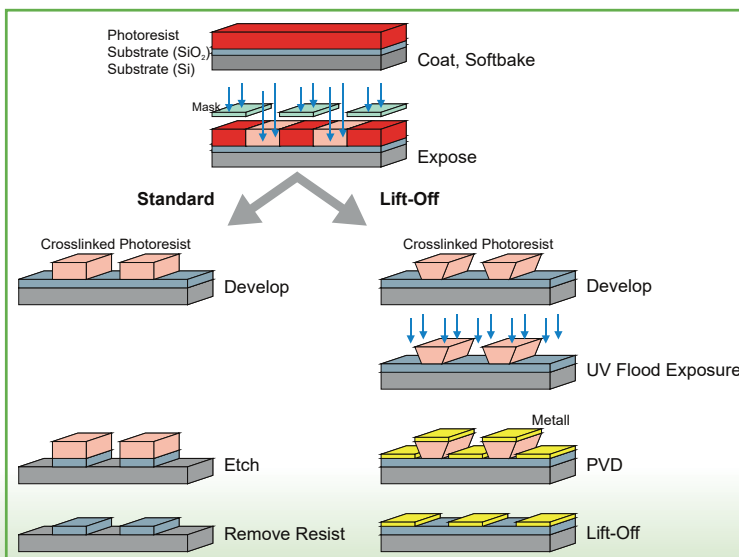 Photoresist
Substrate (SiO₂)
Substrate (Si)
Coat, Softbake
Mask
Expose
Standard
Lift-Off
Crosslinked Photoresist
Develop
Crosslinked Photoresist
Develop
UV Flood Exposure
Etch
Metall
PVD
Remove Resist
Lift-Off